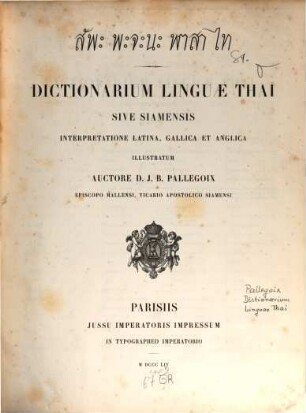 สัพะ พะจะนะ พาสา ไท
DICTIONARIUM LINGUÆ THAI
SIVE SIAMENSIS
INTERPRETATIONE LATINA, GALLICA ET ANGLICA
ILLUSTRATUM
AUCTORE D. J. B. PALLEGOIX
EPISCOPO MALLENSI, VICARIO APOSTOLICO SIAMENSI
PARISIIS
JUSSU IMPERATORIS IMPRESSUM
IN TYPOGRAPHEO IMPERATORIO
M DCCC LIV
Pallegoix
Dictionarium
Linguae Thai